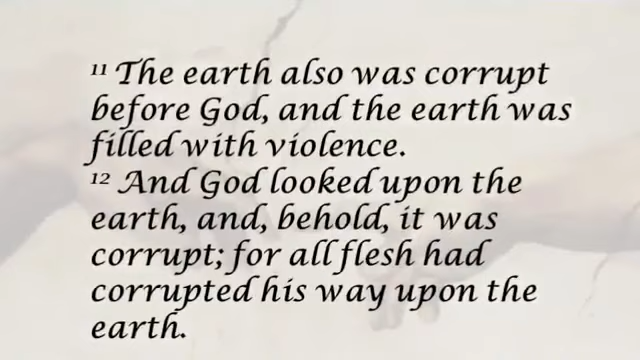 ¹¹ The earth also was corrupt
before God, and the earth was
filled with violence.
¹² And God looked upon the
earth, and, behold, it was
corrupt; for all flesh had
corrupted his way upon the
earth.